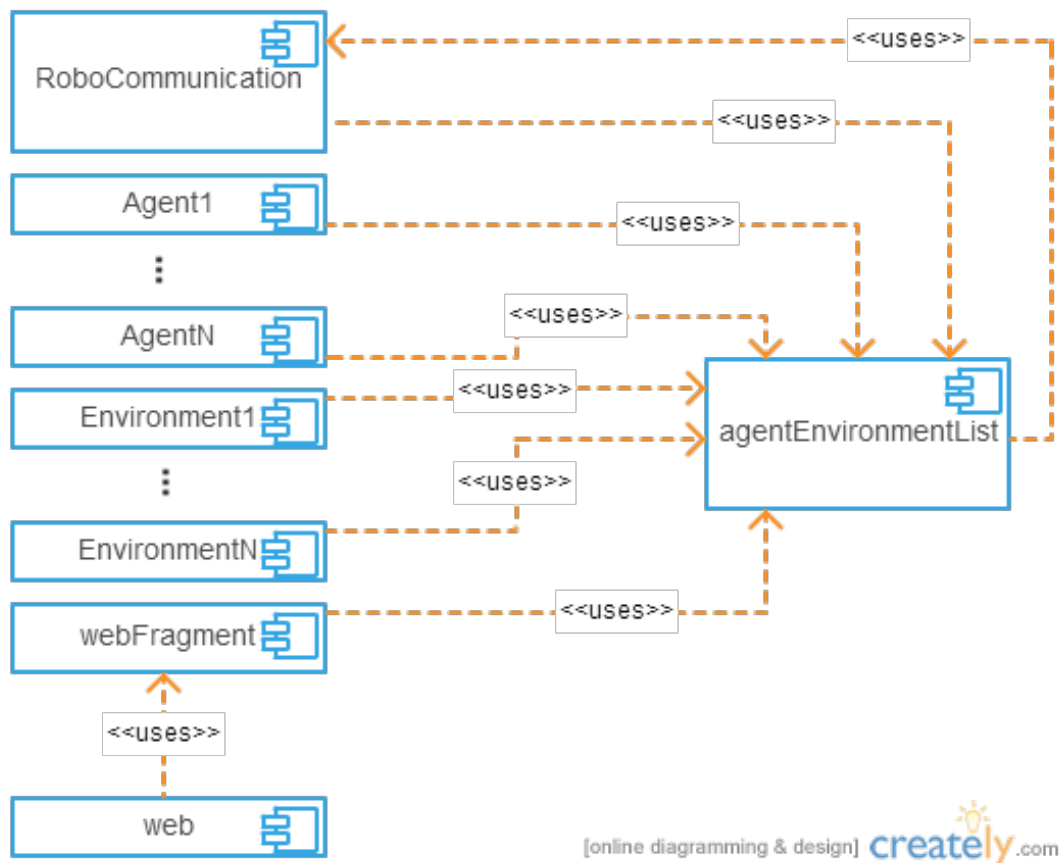 <<uses>>
RoboCommunication
<<uses>>
Agent1
<<uses>>
<<uses>>
AgentN
<<uses>>
Environment1
agentEnvironmentList
<<uses>>
EnvironmentN
<<uses>>
webFragment
<<uses>>
web
[online diagramming & design] creately.com